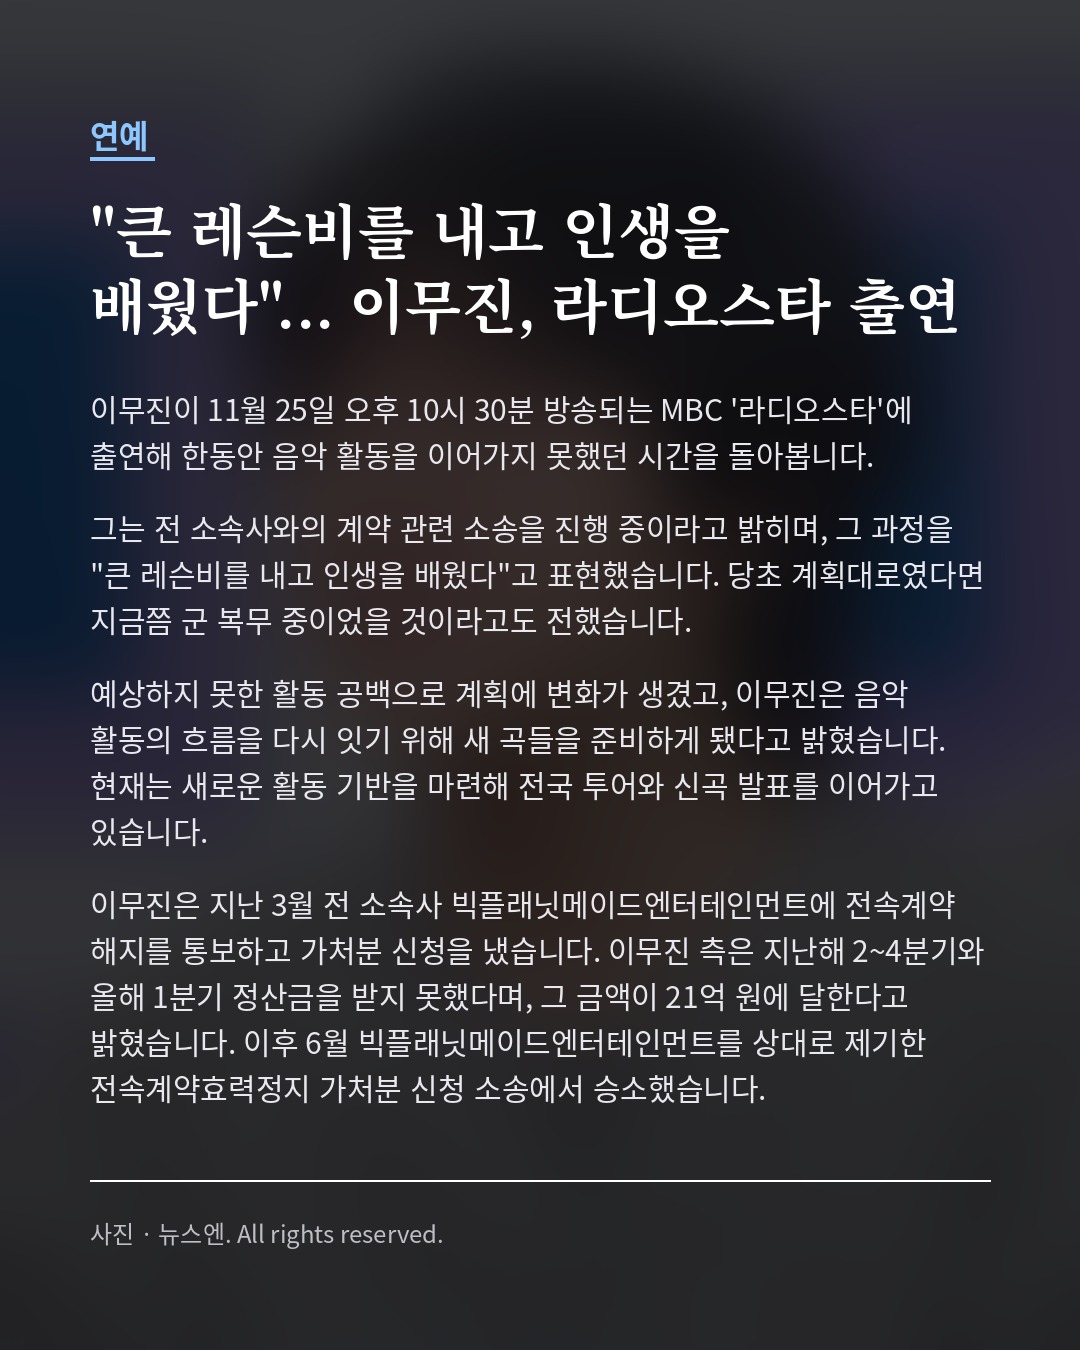 연예
"큰 레슨비를 내고 인생을
배웠다"... 이무진, 라디오스타 출연
이무진이 11월 25일 오후 10시 30분 방송되는 MBC '라디오스타'에
출연해 한동안 음악 활동을 이어가지 못했던 시간을 돌아봅니다.
그는 전 소속사와의 계약 관련 소송을 진행 중이라고 밝히며, 그 과정을
"큰 레슨비를 내고 인생을 배웠다"고 표현했습니다. 당초 계획대로였다면
지금쯤 군 복무 중이었을 것이라고도 전했습니다.
예상하지 못한 활동 공백으로 계획에 변화가 생겼고, 이무진은 음악
활동의 흐름을 다시 잇기 위해 새 곡들을 준비하게 됐다고 밝혔습니다.
현재는 새로운 활동 기반을 마련해 전국 투어와 신곡 발표를 이어가고
있습니다.
이무진은 지난 3월 전 소속사 빅플래닛메이드엔터테인먼트에 전속계약
해지를 통보하고 가처분 신청을 냈습니다. 이무진 측은 지난해 2~4분기와
올해 1분기 정산금을 받지 못했다며, 그 금액이 21억 원에 달한다고
밝혔습니다. 이후 6월 빅플래닛메이드엔터테인먼트를 상대로 제기한
전속계약효력정지 가처분 신청 소송에서 승소했습니다.
사진 · 뉴스엔. All rights reserved.